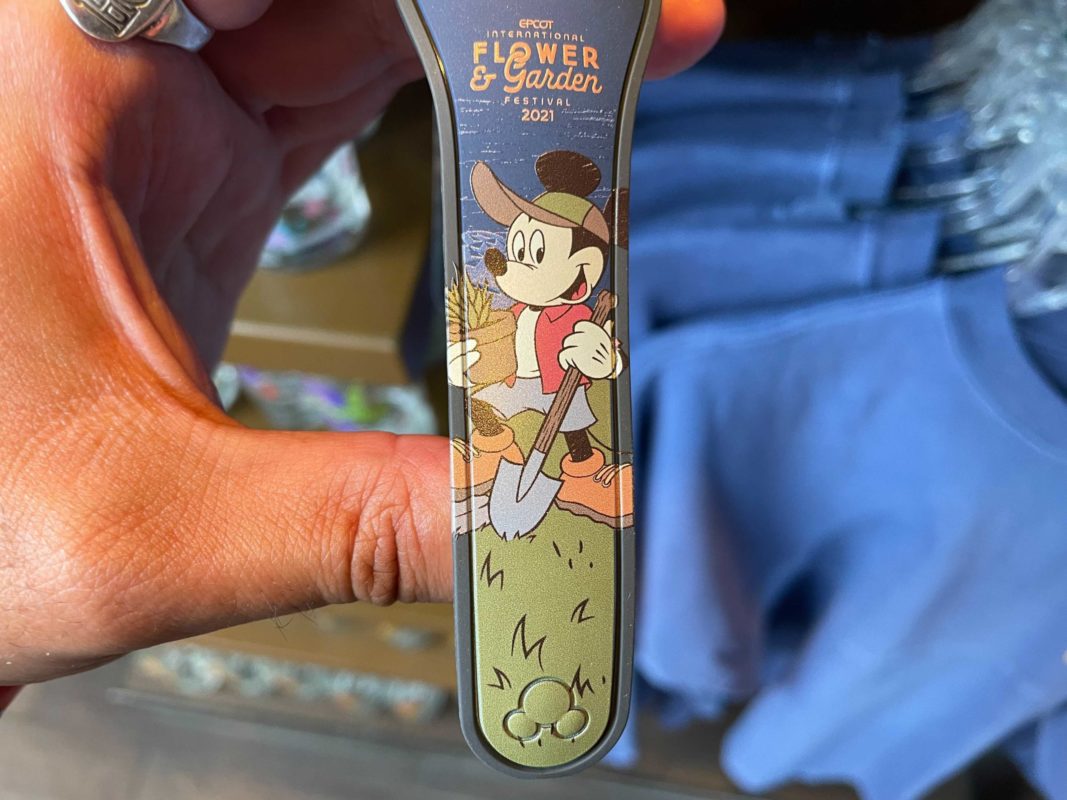 EPCOT
INTERNATIONAL
FLOWER
& Garden
FESTIVAL
2021